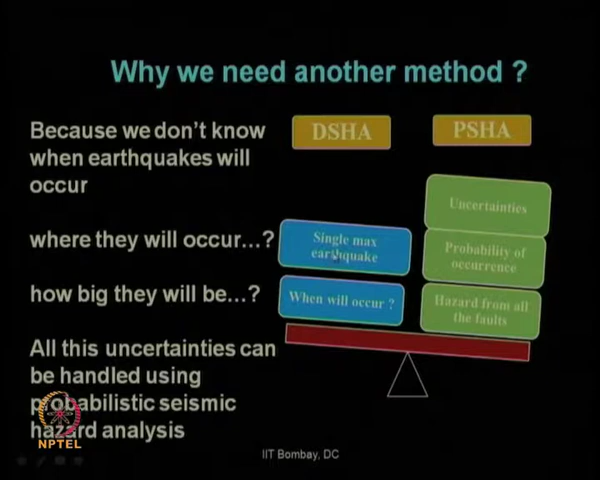 Why we need another method ?
Because we don't know
when earthquakes will
occur
where they will occur...?
how big they will be...?
All this uncertainties can
be handled using
probabilistic seismic
hazard analysis
DSHA
PSHA
Single max
earthquake
When will occur ?
Uncertainties
Probability of
occurrence
Hazard from all
the faults
NPTEL
IIT Bombay, DC